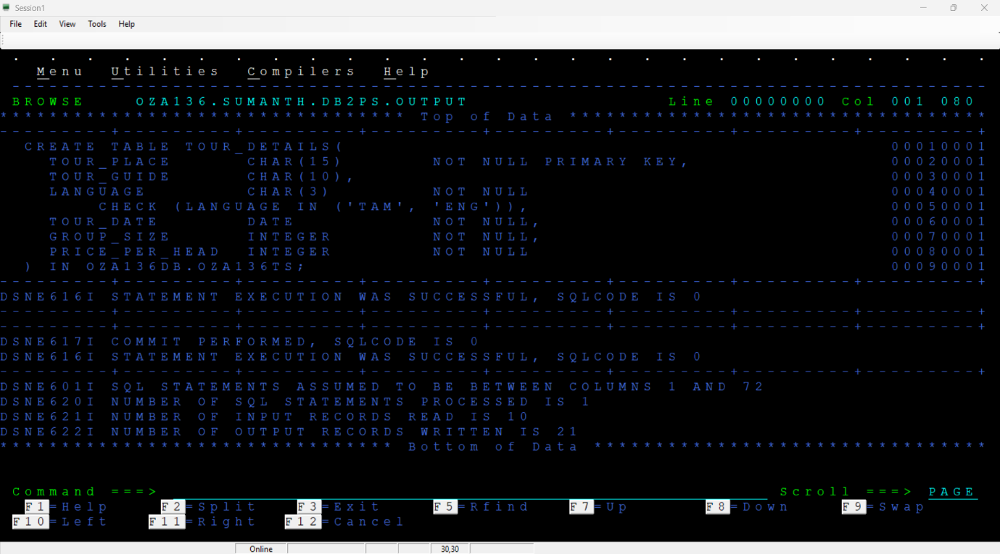 Session1
File Edit View Tools Help
Menu Utilities Compilers Help
BROWSE OZA136.SUMANTH.DB2PS.OUTPUT Line 00000000 Col 001 080
********************************* Top of Data **********************************
---------+---------+---------+---------+---------+---------+---------+---------+
CREATE TABLE TOUR_DETAILS( 00010001
TOUR_PLACE CHAR(15) NOT NULL PRIMARY KEY, 00020001
TOUR_GUIDE CHAR(10), 00030001
LANGUAGE CHAR(3) NOT NULL 00040001
CHECK (LANGUAGE IN ('TAM', 'ENG')), 00050001
TOUR_DATE DATE NOT NULL, 00060001
GROUP_SIZE INTEGER NOT NULL, 00070001
PRICE_PER_HEAD INTEGER NOT NULL 00080001
) IN OZA136DB.OZA136TS; 00090001
---------+---------+---------+---------+---------+---------+---------+---------+
DSNE616I STATEMENT EXECUTION WAS SUCCESSFUL, SQLCODE IS 0
---------+---------+---------+---------+---------+---------+---------+---------+
---------+---------+---------+---------+---------+---------+---------+---------+
DSNE617I COMMIT PERFORMED, SQLCODE IS 0
DSNE616I STATEMENT EXECUTION WAS SUCCESSFUL, SQLCODE IS 0
---------+---------+---------+---------+---------+---------+---------+---------+
DSNE601I SQL STATEMENTS ASSUMED TO BE BETWEEN COLUMNS 1 AND 72
DSNE620I NUMBER OF SQL STATEMENTS PROCESSED IS 1
DSNE621I NUMBER OF INPUT RECORDS READ IS 10
DSNE622I NUMBER OF OUTPUT RECORDS WRITTEN IS 21
******************************** Bottom of Data ********************************
Command ===> Scroll ===> PAGE
F1=Help F2=Split F3=Exit F5=Rfind F7=Up F8=Down F9=Swap
F10=Left F11=Right F12=Cancel
Online 30,30